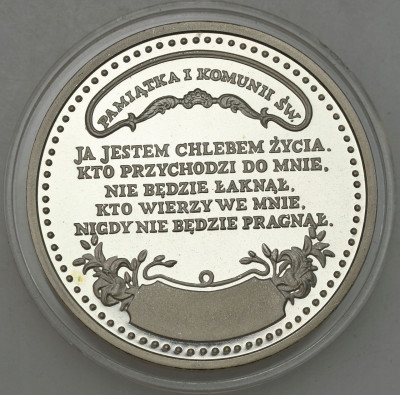 PAMIĄTKA I KOMUNII ŚW.
JA JESTEM CHLEBEM ŻYCIA.
KTO PRZYCHODZI DO MNIE,
NIE BĘDZIE ŁAKNĄŁ,
KTO WIERZY WE MNIE,
NIGDY NIE BĘDZIE PRAGNĄŁ.